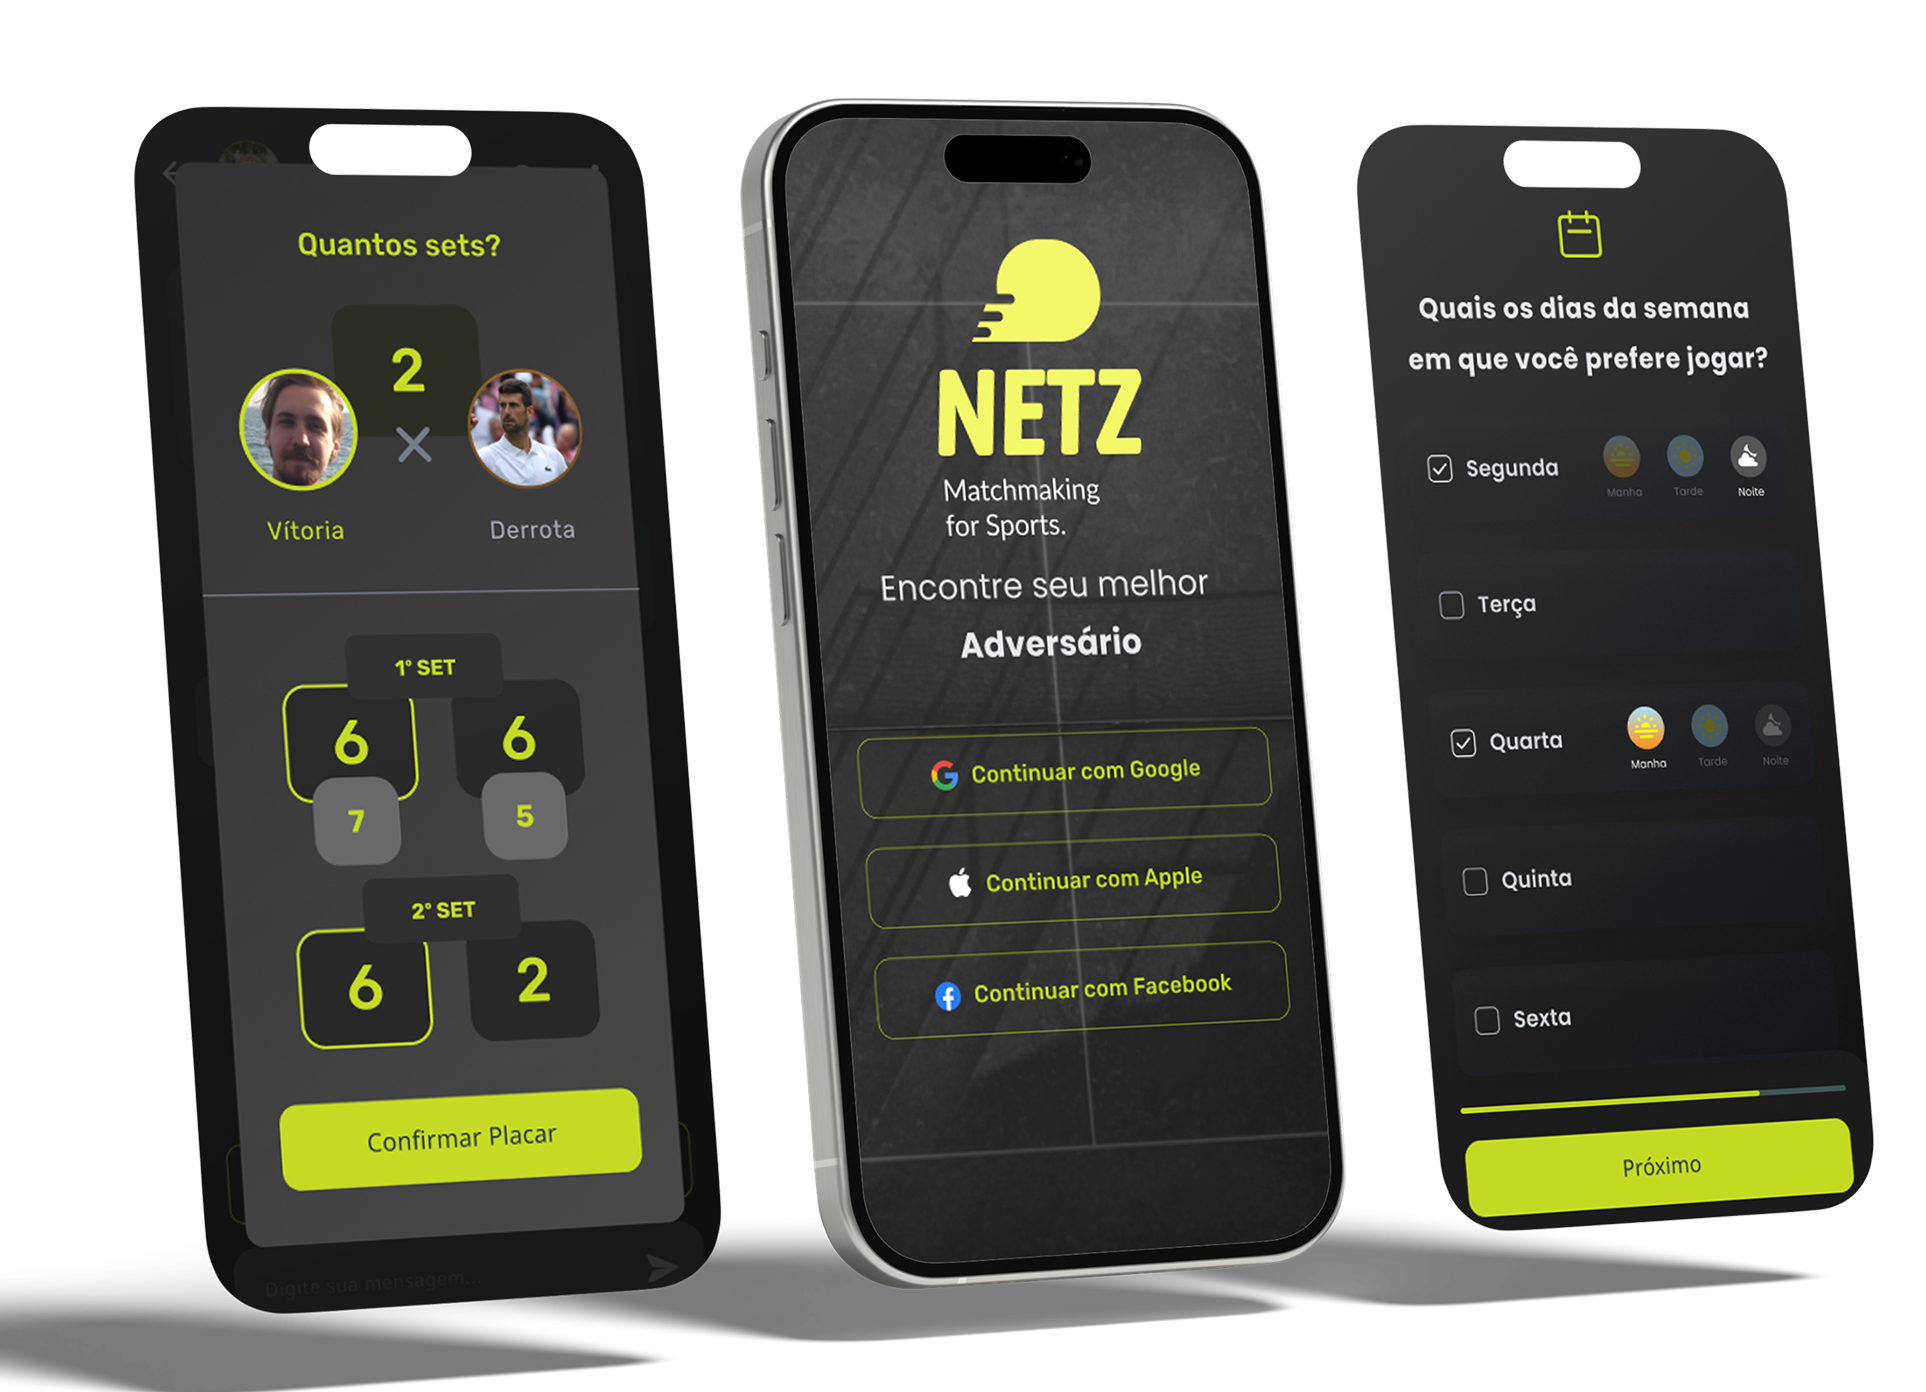 Quantos sets?
2
Vítoria
Derrota
1º SET
6
6
7
5
2º SET
6
2
Confirmar Placar
Digite sua mensagem...
NETZ
Matchmaking
for Sports.
Encontre seu melhor
Adversário
Continuar com Google
Continuar com Apple
Continuar com Facebook
Quais os dias da semana
em que você prefere jogar?
Segunda
Manha
Tarde
Noite
Terça
Quarta
Manha
Tarde
Noite
Quinta
Sexta
Próximo